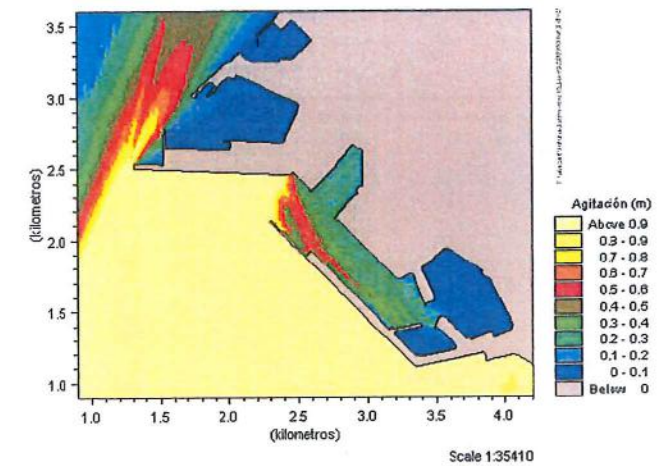 3.5
3.0
2.5
2.0
1.5
1.0
(kilometros)
1.0 1.5 2.0 2.5 3.0 3.5 4.0
(kilometros)
Scale 1:35410
Agitación (m)
Above 0.9
0.8 - 0.9
0.7 - 0.8
0.6 - 0.7
0.5 - 0.6
0.4 - 0.5
0.3 - 0.4
0.2 - 0.3
0.1 - 0.2
0 - 0.1
Below 0